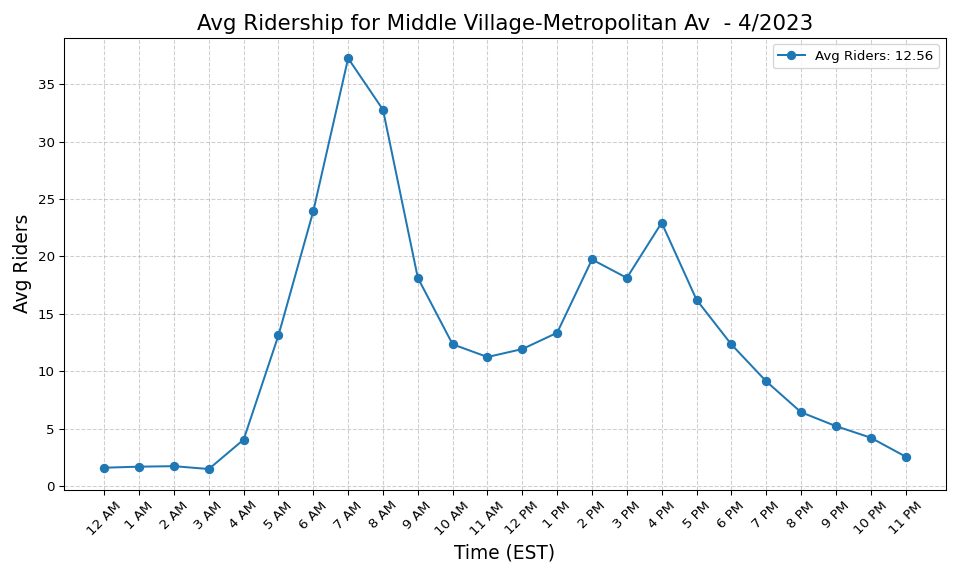 Avg Ridership for Middle Village-Metropolitan Av - 4/2023
Avg Riders: 12.56
Avg Riders
35
30
25
20
15
10
5
0
12 AM
1 AM
2 AM
3 AM
4 AM
5 AM
6 AM
7 AM
8 AM
9 AM
10 AM
11 AM
12 PM
1 PM
2 PM
3 PM
4 PM
5 PM
6 PM
7 PM
8 PM
9 PM
10 PM
11 PM
Time (EST)